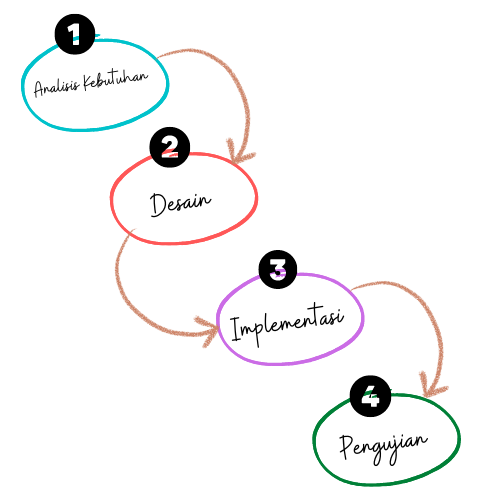 1
Analisis Kebutuhan
2
Desain
3
Implementasi
4
Pengujian